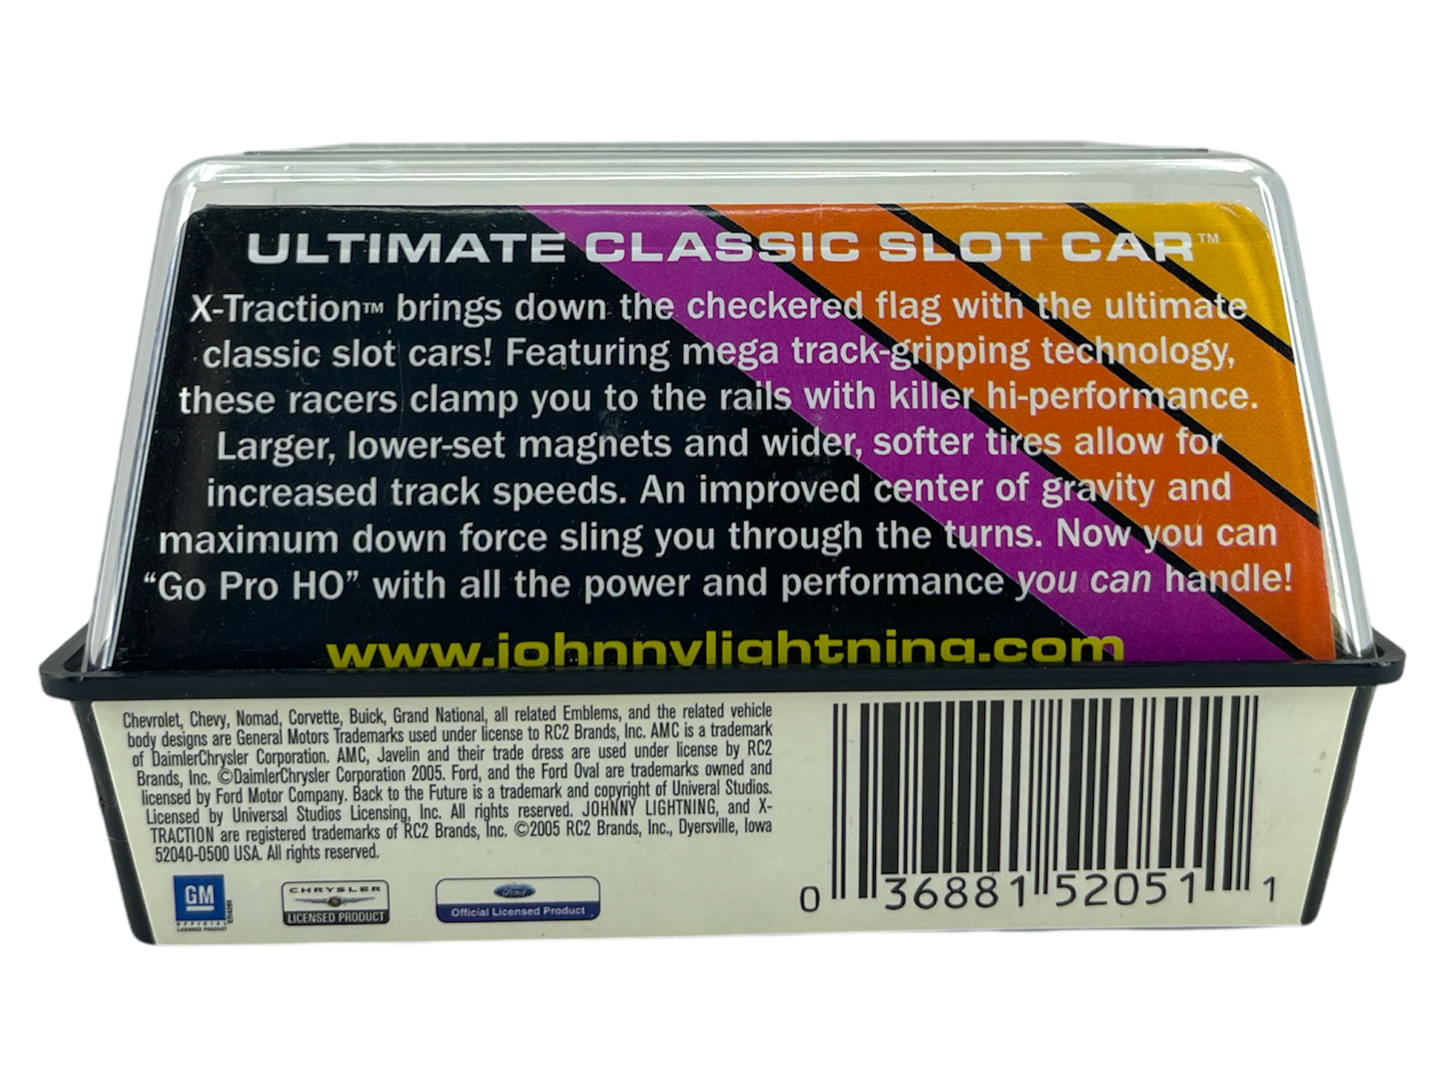 ULTIMATE CLASSIC SLOT CAR™
X-Traction™ brings down the checkered flag with the ultimate
classic slot cars! Featuring mega track-gripping technology,
these racers clamp you to the rails with killer hi-performance.
Larger, lower-set magnets and wider, softer tires allow for
increased track speeds. An improved center of gravity and
maximum down force sling you through the turns. Now you can
“Go Pro HO” with all the power and performance you can handle!
www.johnnylightning.com
Chevrolet, Chevy, Nomad, Corvette, Buick, Grand National, all related Emblems, and the related vehicle
body designs are General Motors Trademarks used under license to RC2 Brands, Inc. AMC is a trademark
of DaimlerChrysler Corporation. AMC, Javelin and their trade dress are used under license by RC2
Brands, Inc. ©DaimlerChrysler Corporation 2005. Ford, and the Ford Oval are trademarks owned and
licensed by Ford Motor Company. Back to the Future is a trademark and copyright of Univeral Studios.
Licensed by Universal Studios Licensing, Inc. All rights reserved. JOHNNY LIGHTNING, and X-
TRACTION are registered trademarks of RC2 Brands, Inc. ©2005 RC2 Brands, Inc., Dyersville, Iowa
52040-0500 USA. All rights reserved.
GM
OFFICIAL
LICENSED PRODUCT
CHRYSLER
LICENSED PRODUCT
Ford
Official Licensed Product
0 36881 52051 1